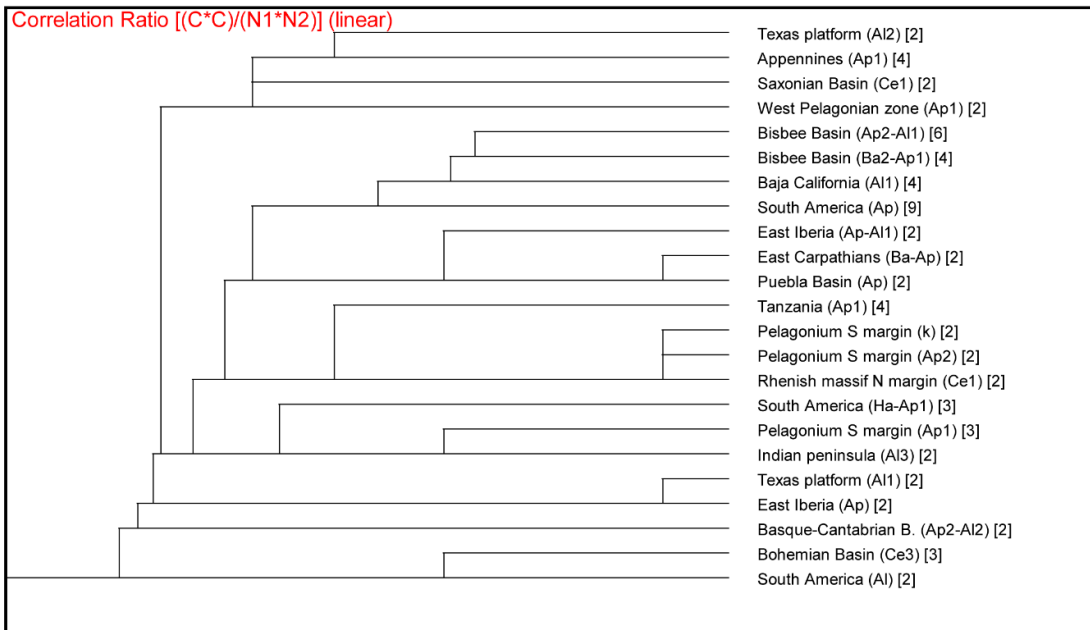 Correlation Ratio [(C*C)/(N1*N2)] (linear)
Texas platform (Al2) [2]
Appennines (Ap1) [4]
Saxonian Basin (Ce1) [2]
West Pelagonian zone (Ap1) [2]
Bisbee Basin (Ap2-Al1) [6]
Bisbee Basin (Ba2-Ap1) [4]
Baja California (Al1) [4]
South America (Ap) [9]
East Iberia (Ap-Al1) [2]
East Carpathians (Ba-Ap) [2]
Puebla Basin (Ap) [2]
Tanzania (Ap1) [4]
Pelagonium S margin (k) [2]
Pelagonium S margin (Ap2) [2]
Rhenish massif N margin (Ce1) [2]
South America (Ha-Ap1) [3]
Pelagonium S margin (Ap1) [3]
Indian peninsula (Al3) [2]
Texas platform (Al1) [2]
East Iberia (Ap) [2]
Basque-Cantabrian B. (Ap2-Al2) [2]
Bohemian Basin (Ce3) [3]
South America (Al) [2]